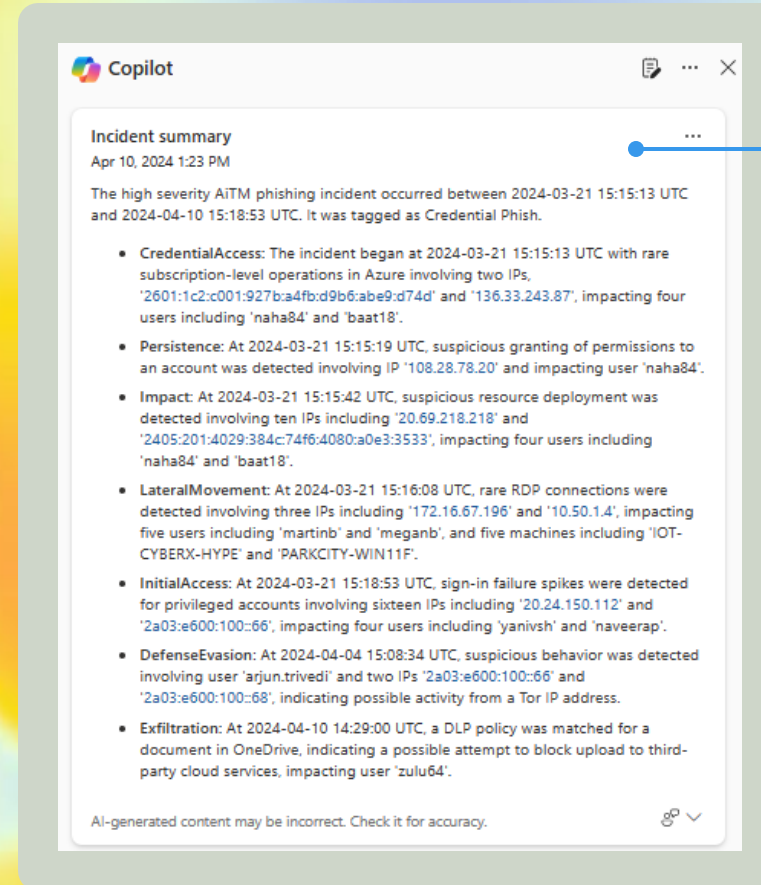 Copilot
Incident summary
Apr 10, 2024 1:23 PM
The high severity AiTM phishing incident occurred between 2024-03-21 15:15:13 UTC
and 2024-04-10 15:18:53 UTC. It was tagged as Credential Phish.
• CredentialAccess: The incident began at 2024-03-21 15:15:13 UTC with rare
subscription-level operations in Azure involving two IPs,
'2601:1c2:c001:927b:a4fb:d9b6:abe9:d74d' and '136.33.243.87', impacting four
users including 'naha84' and 'baat18'.
• Persistence: At 2024-03-21 15:15:19 UTC, suspicious granting of permissions to
an account was detected involving IP '108.28.78.20' and impacting user 'naha84'.
• Impact: At 2024-03-21 15:15:42 UTC, suspicious resource deployment was
detected involving ten IPs including '20.69.218.218' and
'2405:201:4029:384c:74f6:4080:a0e3:3533', impacting four users including
'naha84' and 'baat18'.
• LateralMovement: At 2024-03-21 15:16:08 UTC, rare RDP connections were
detected involving three IPs including '172.16.67.196' and '10.50.1.4', impacting
five users including 'martinb' and 'meganb', and five machines including 'IOT-
CYBERX-HYPE' and 'PARKCITY-WIN11F'.
• InitialAccess: At 2024-03-21 15:18:53 UTC, sign-in failure spikes were detected
for privileged accounts involving sixteen IPs including '20.24.150.112' and
'2a03:e600:100::66', impacting four users including 'yanivsh' and 'naveerap'.
• DefenseEvasion: At 2024-04-04 15:08:34 UTC, suspicious behavior was detected
involving user 'arjun.trivedi' and two IPs '2a03:e600:100::66' and
'2a03:e600:100::68', indicating possible activity from a Tor IP address.
• Exfiltration: At 2024-04-10 14:29:00 UTC, a DLP policy was matched for a
document in OneDrive, indicating a possible attempt to block upload to third-
party cloud services, impacting user 'zulu64'.
AI-generated content may be incorrect. Check it for accuracy.